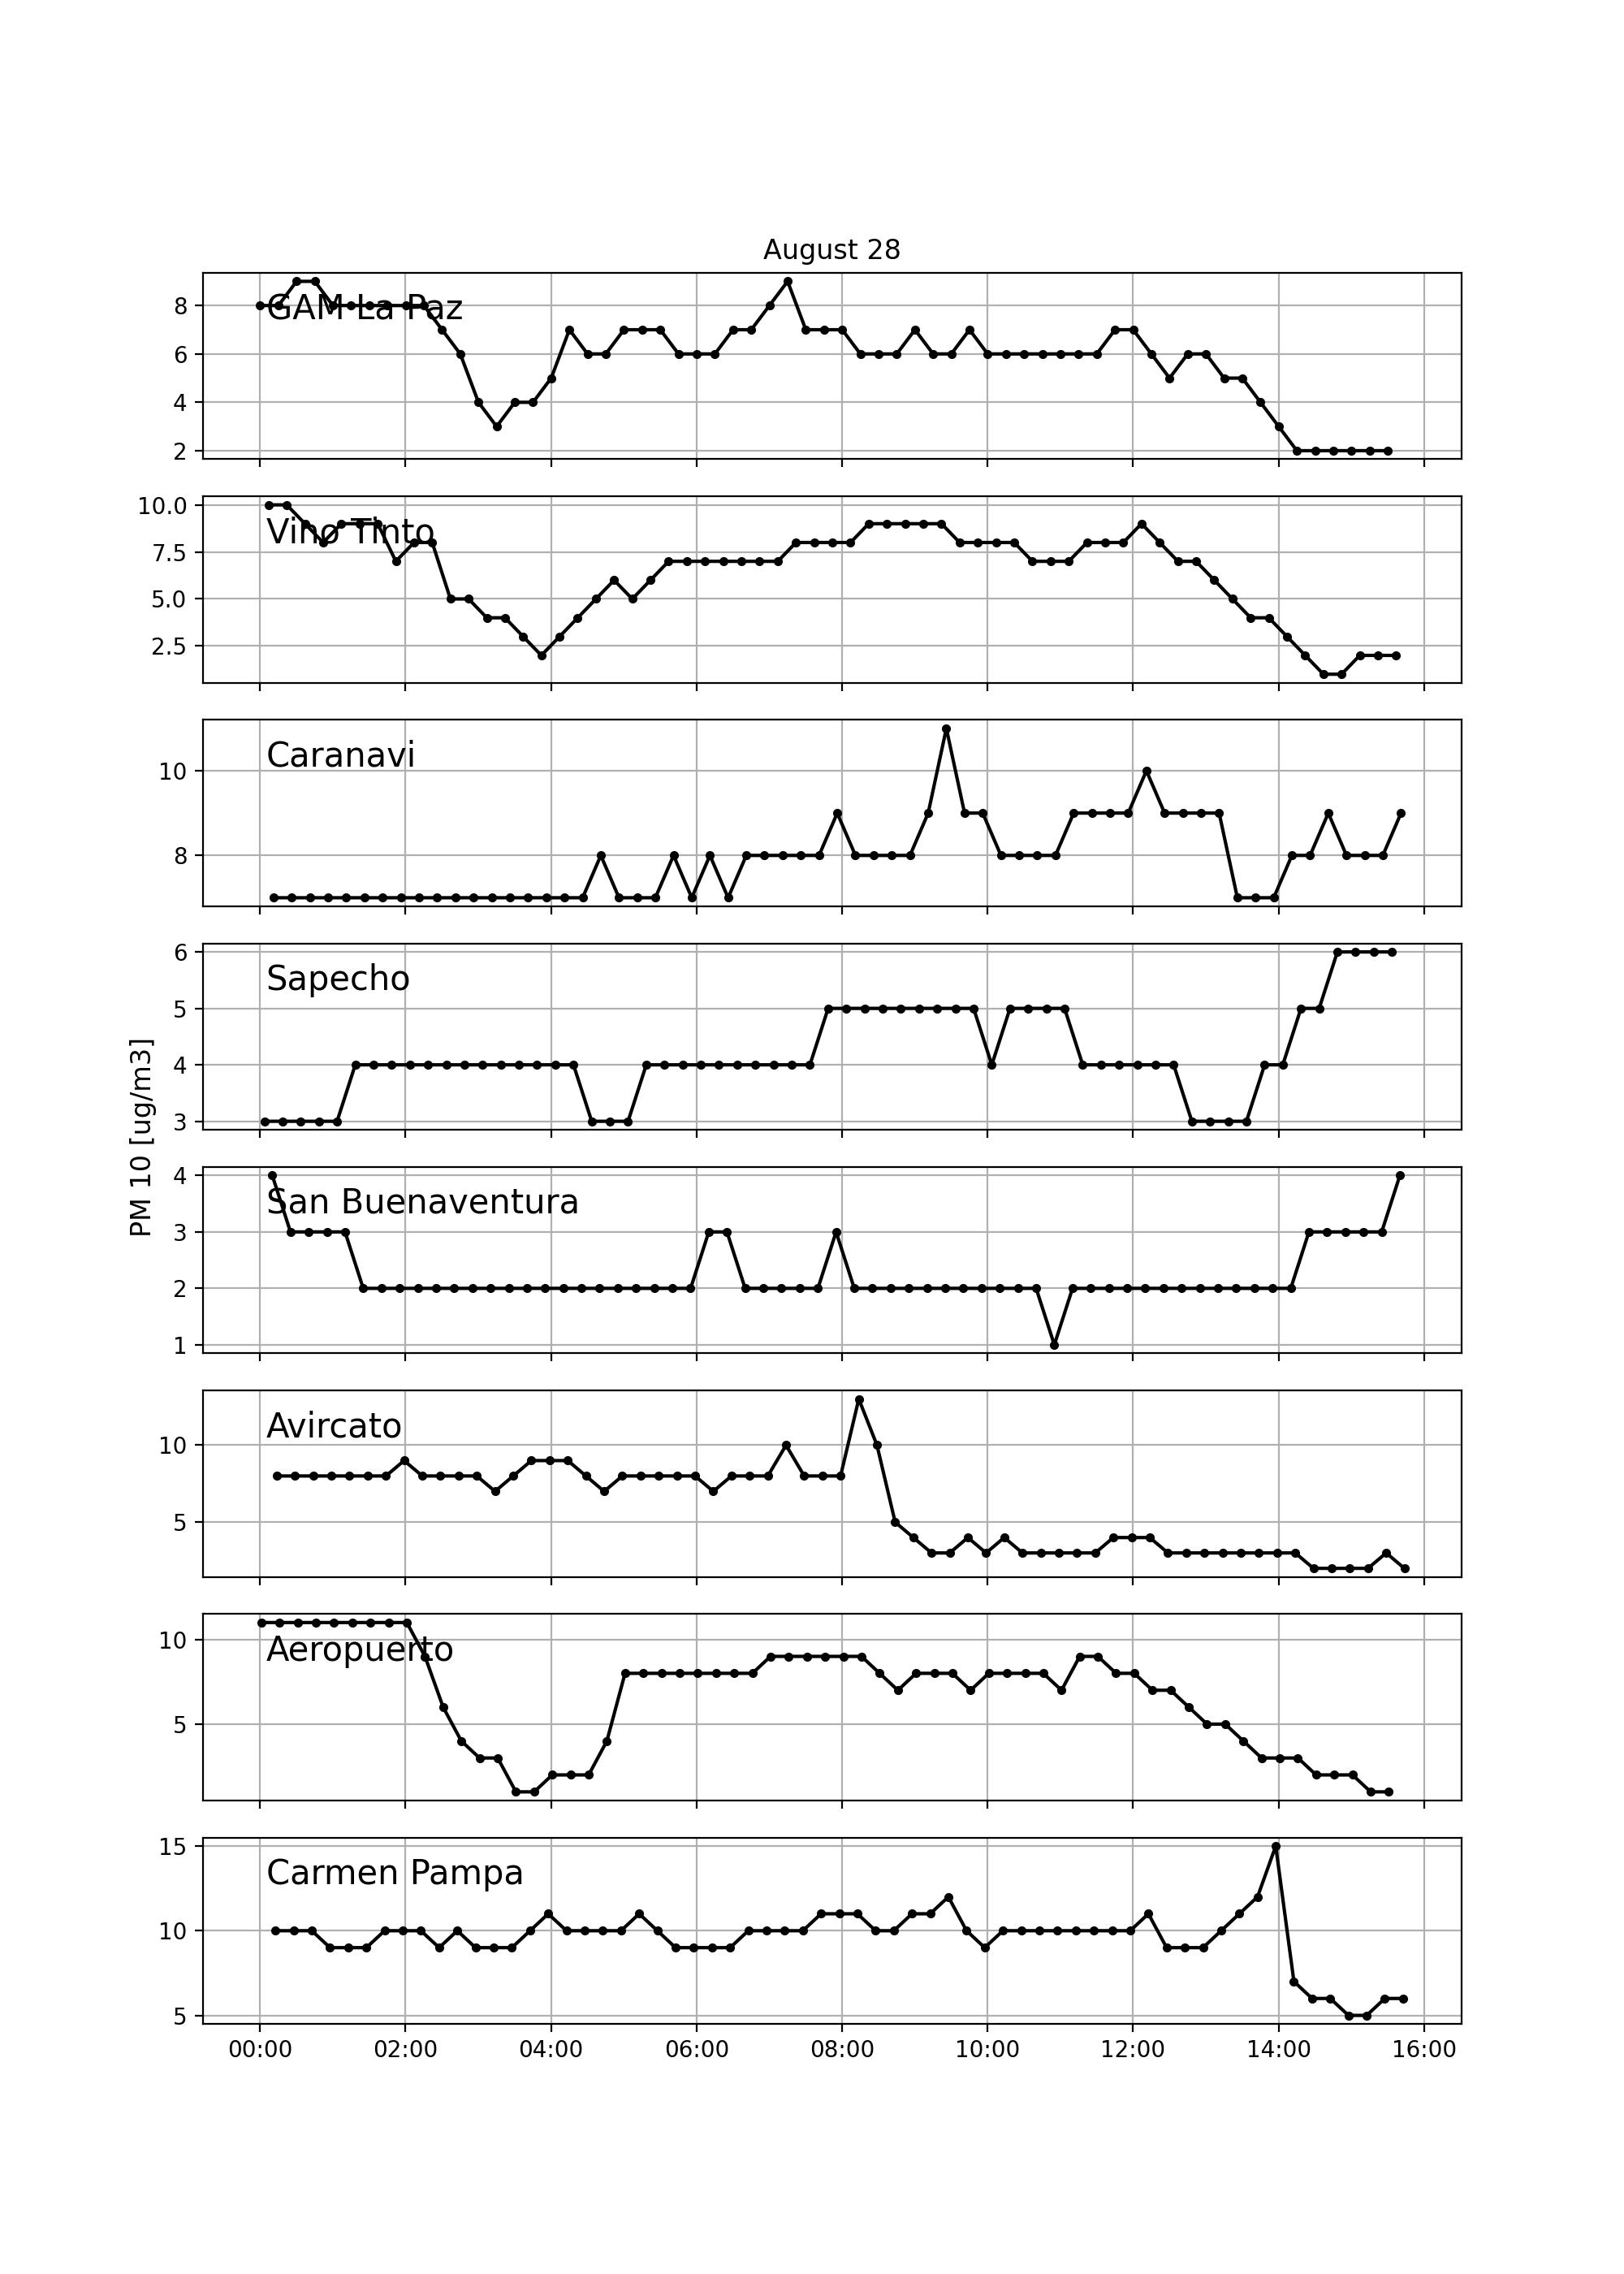 August 28
GAM La Paz
8
6
4
2
Vino Tinto
10.0
7.5
5.0
2.5
Caranavi
10
8
Sapecho
6
5
4
3
PM 10 [ug/m3]
San Buenaventura
4
3
2
1
Avircato
10
5
Aeropuerto
10
5
Carmen Pampa
15
10
5
00:00 02:00 04:00 06:00 08:00 10:00 12:00 14:00 16:00